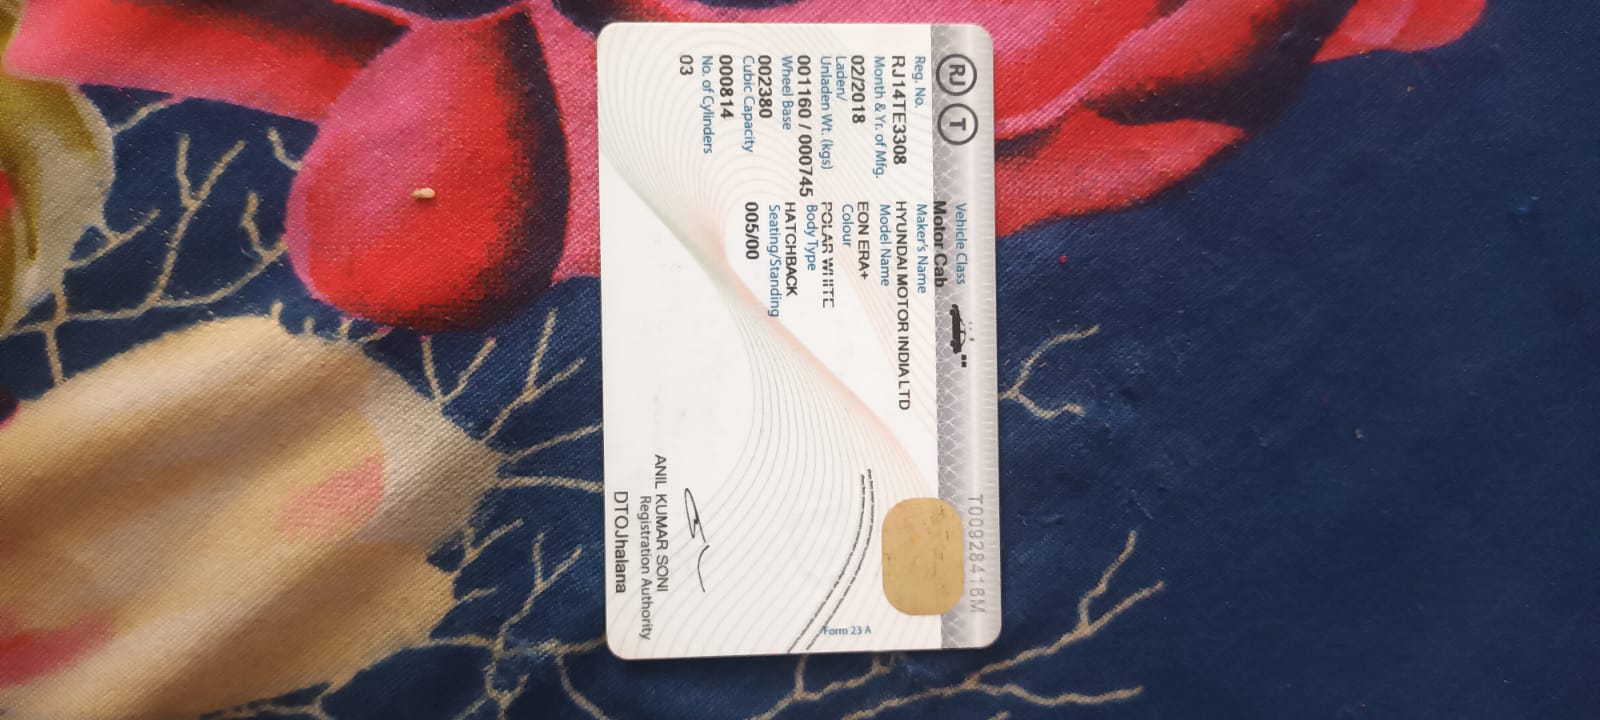 RJ T
T00928418M
Vehicle Class
Motor Cab
Reg. No.
RJ14TE3308
Month & Yr. of Mfg.
02/2018
Laden/
Unladen Wt. (kgs)
001160 / 000745
Wheel Base
002380
Cubic Capacity
000814
No. of Cylinders
03
Maker's Name
HYUNDAI MOTOR INDIA LTD
Model Name
EON ERA+
Colour
POLAR WHITE
Body Type
HATCHBACK
Seating/Standing
005/00
Form 23 A
ANIL KUMAR SONI
Registration Authority
DTOJhalana